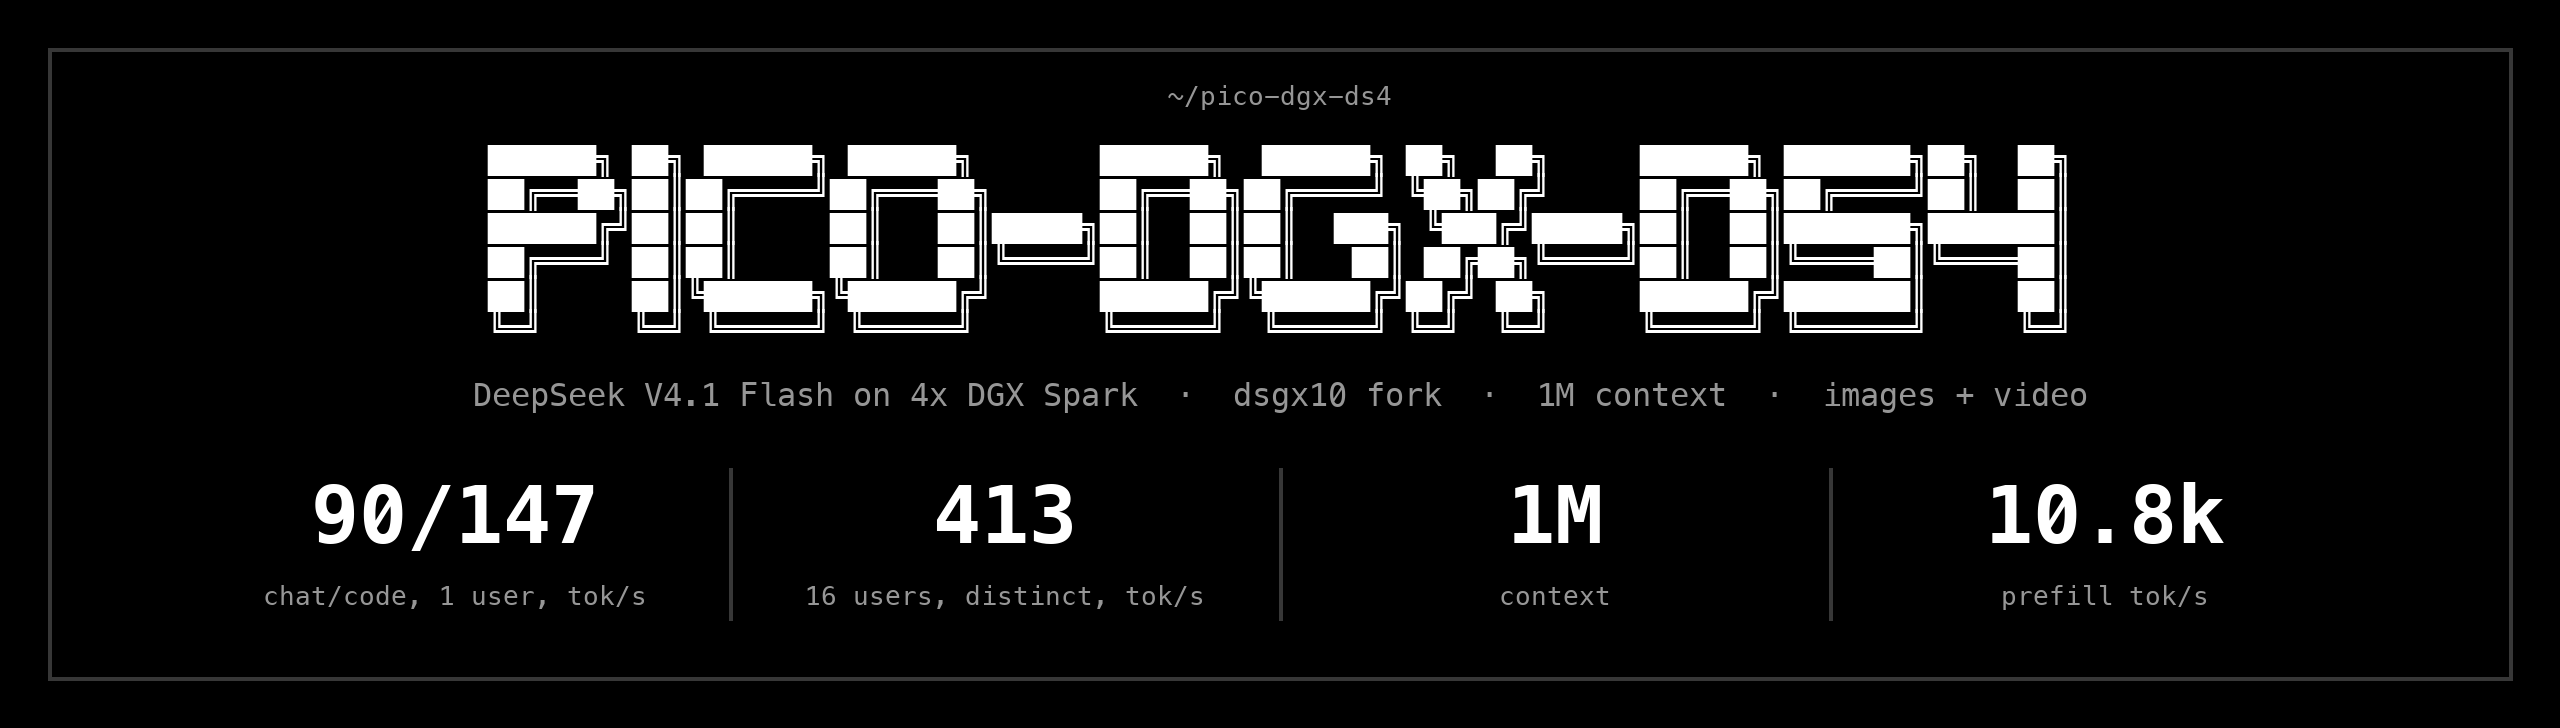 ~/pico-dgx-ds4
PICO-DGX-DS4
DeepSeek V4.1 Flash on 4x DGX Spark · dsgx10 fork · 1M context · images + video
90/147 413 1M 10.8k
chat/code, 1 user, tok/s 16 users, distinct, tok/s context prefill tok/s